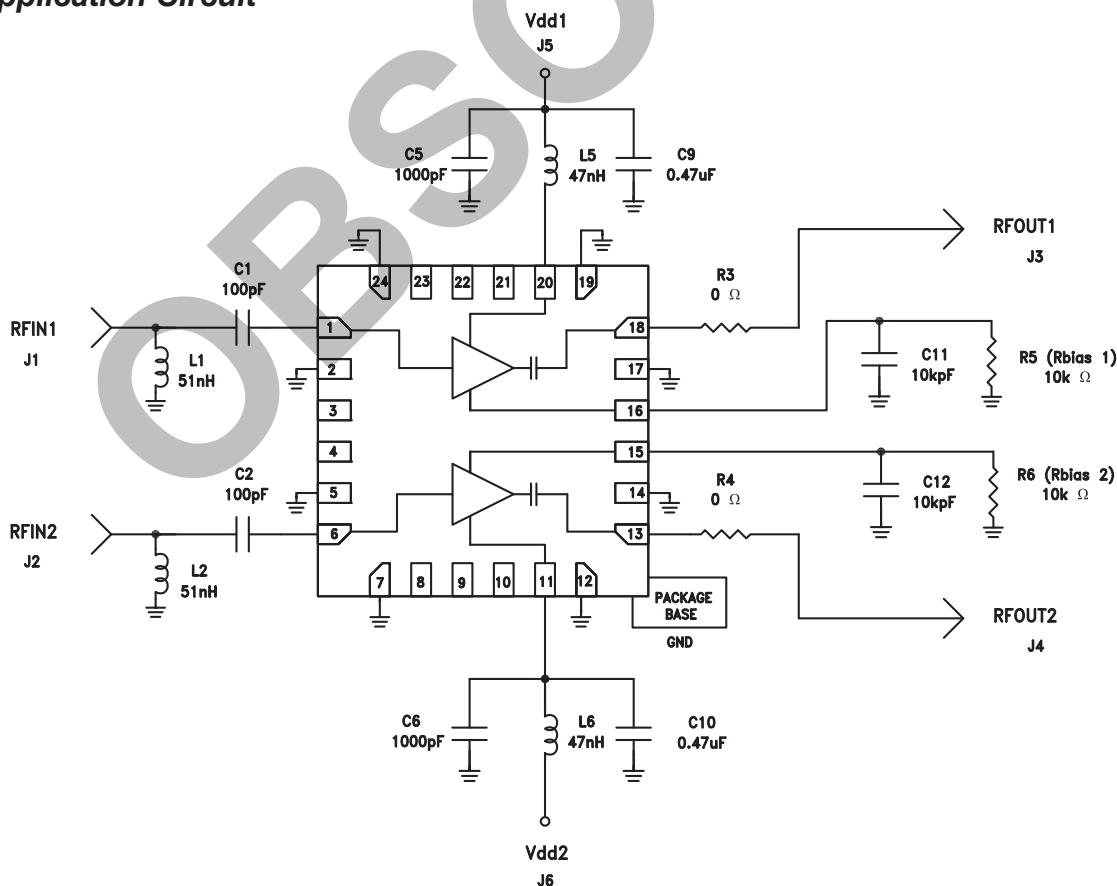 pplication Circuit
OBSO
Vdd1
J5
C5
1000pF
L5
47nH
C9
0.47uF
RFOUT1
J3
C1
100pF
24
23
22
21
20
19
R3
0 Ω
RFIN1
J1
L1
51nH
1
2
3
4
5
6
18
17
16
15
14
13
C11
10kpF
R5 (Rbias 1)
10k Ω
C2
100pF
R4
0 Ω
C12
10kpF
R6 (Rbias 2)
10k Ω
RFIN2
J2
L2
51nH
7
8
9
10
11
12
PACKAGE
BASE
GND
RFOUT2
J4
C6
1000pF
L6
47nH
C10
0.47uF
Vdd2
J6